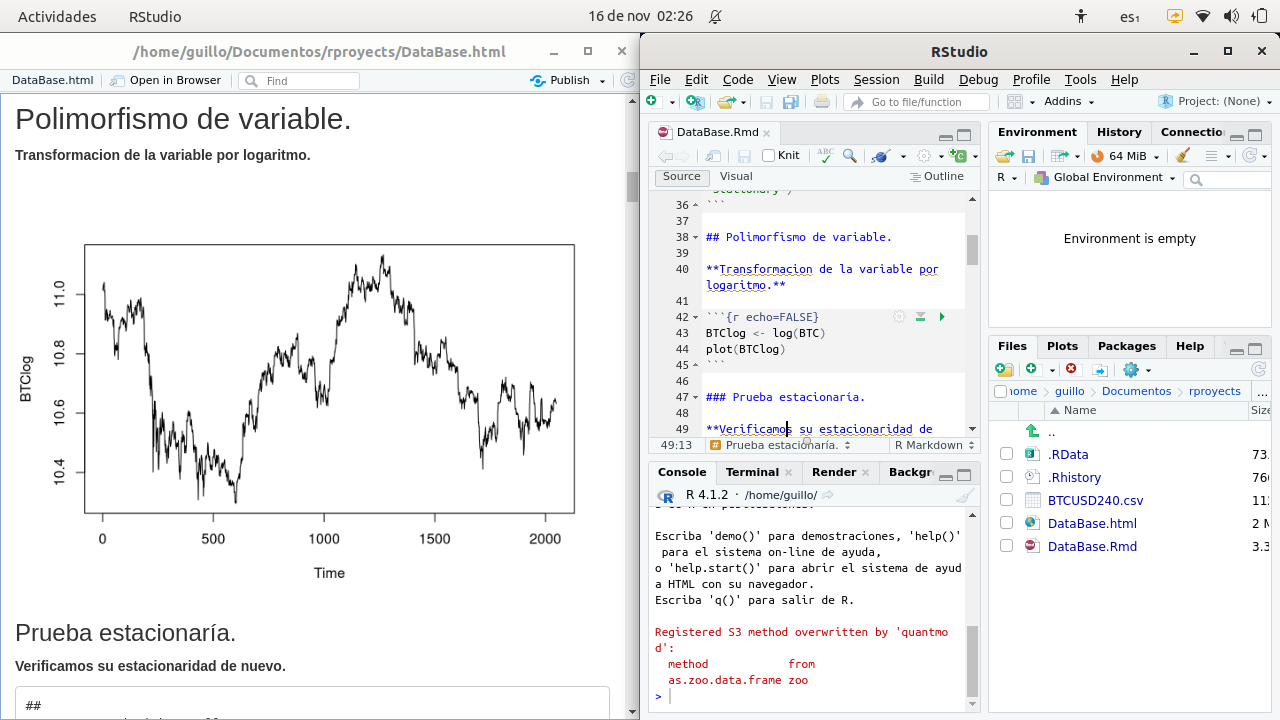 Actividades RStudio 16 de nov 02:26 es₁
/home/guillo/Documentos/rproyects/DataBase.html
DataBase.html Open in Browser Find Publish
Polimorfismo de variable.
Transformacion de la variable por logaritmo.
BTClog
11.0
10.8
10.6
10.4
0 500 1000 1500 2000
Time
Prueba estacionaría.
Verificamos su estacionaridad de nuevo.
##
RStudio
File Edit Code View Plots Session Build Debug Profile Tools Help
Go to file/function Addins Project: (None)
DataBase.Rmd
Knit ABC
Source Visual Outline
36 ```
37
38 ## Polimorfismo de variable.
39
40 **Transformacion de la variable por
logaritmo.**
41
42 ```{r echo=FALSE}
43 BTClog <- log(BTC)
44 plot(BTClog)
45 ```
46
47 ### Prueba estacionaría.
48
49 **Verificamos su estacionaridad de
49:13 # Prueba estacionaría. R Markdown
Console Terminal Render Backgr
R 4.1.2 · /home/guillo/
Escriba 'demo()' para demostraciones, 'help()'
para el sistema on-line de ayuda,
o 'help.start()' para abrir el sistema de ayud
a HTML con su navegador.
Escriba 'q()' para salir de R.
Registered S3 method overwritten by 'quantmo
d':
method from
as.zoo.data.frame zoo
>
Environment History Connectio
64 MiB
R Global Environment
Environment is empty
Files Plots Packages Help
home guillo Documentos rproyects ...
Name Size
..
.RData 73.
.Rhistory 766
BTCUSD240.csv 11
DataBase.html 2 M
DataBase.Rmd 3.3